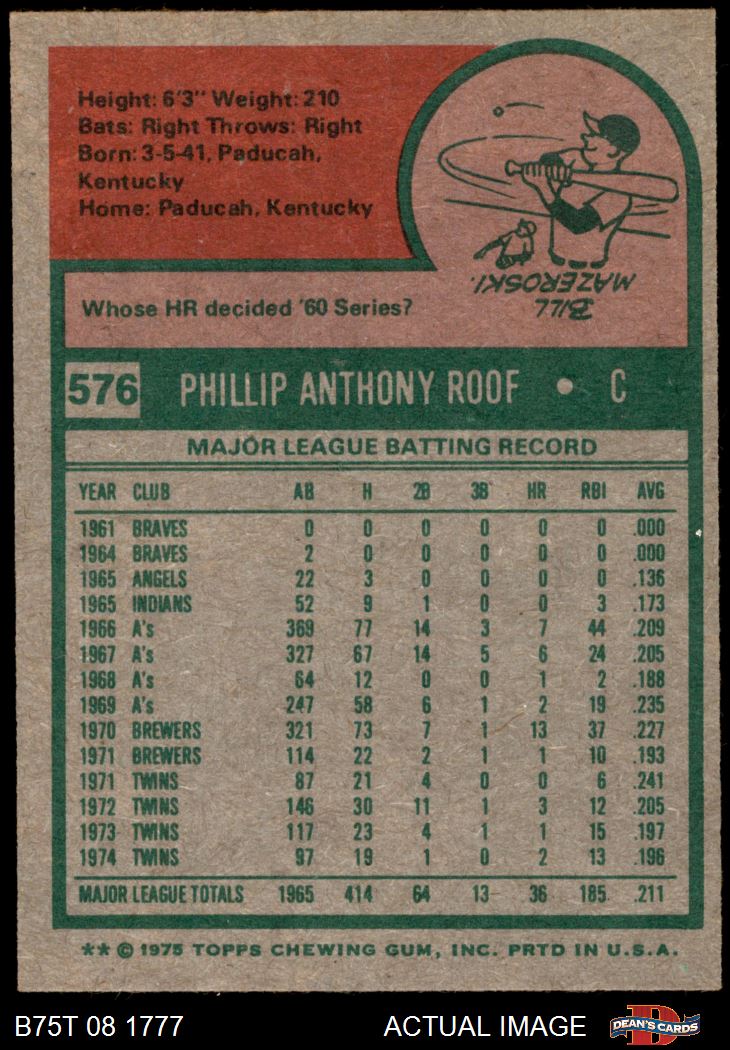 Height: 6'3" Weight: 210
Bats: Right Throws: Right
Born: 3-5-41, Paducah,
Kentucky
Home: Paducah, Kentucky
BILL
MAZEROSKI.
Whose HR decided '60 Series?
576 PHILLIP ANTHONY ROOF • C
MAJOR LEAGUE BATTING RECORD
YEAR CLUB AB H 2B 3B HR RBI AVG
1961 BRAVES 0 0 0 0 0 0 .000
1964 BRAVES 2 0 0 0 0 0 .000
1965 ANGELS 22 3 0 0 0 0 .136
1965 INDIANS 52 9 1 0 0 3 .173
1966 A's 369 77 14 3 7 44 .209
1967 A's 327 67 14 5 6 24 .205
1968 A's 64 12 0 0 1 2 .188
1969 A's 247 58 6 1 2 19 .235
1970 BREWERS 321 73 7 1 13 37 .227
1971 BREWERS 114 22 2 1 1 10 .193
1971 TWINS 87 21 4 0 0 6 .241
1972 TWINS 146 30 11 1 3 12 .205
1973 TWINS 117 23 4 1 1 15 .197
1974 TWINS 97 19 1 0 2 13 .196
MAJOR LEAGUE TOTALS 1965 414 64 13 36 185 .211
** © 1975 TOPPS CHEWING GUM, INC. PRTD IN U.S.A.
B75T 08 1777 ACTUAL IMAGE D DEAN'S CARDS